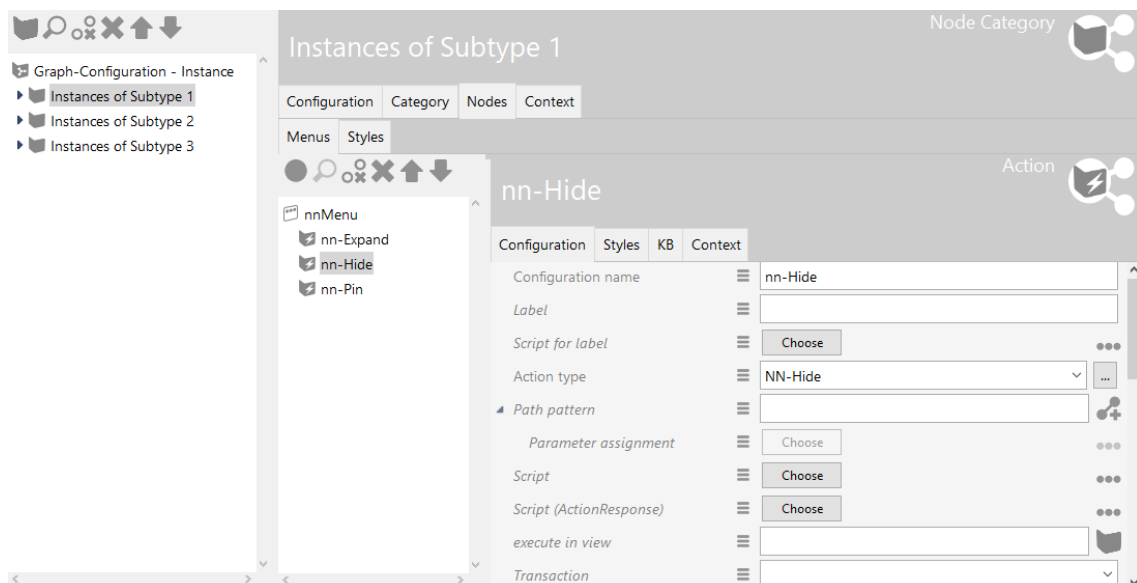 Graph-Configuration - Instance
Instances of Subtype 1
Instances of Subtype 2
Instances of Subtype 3
Node Category
Instances of Subtype 1
Configuration Category Nodes Context
Menus Styles
nnMenu
nn-Expand
nn-Hide
nn-Pin
Action
nn-Hide
Configuration Styles KB Context
Configuration name nn-Hide
Label
Script for label Choose
Action type NN-Hide ...
Path pattern
Parameter assignment Choose
Script Choose
Script (ActionResponse) Choose
execute in view
Transaction